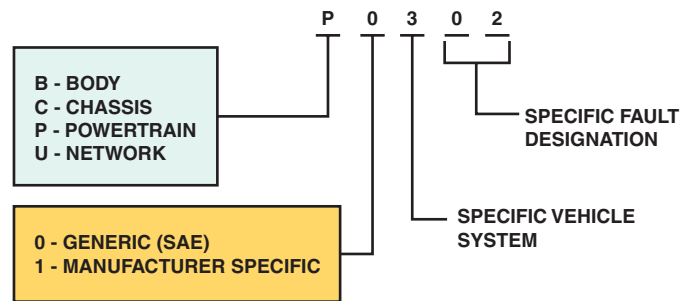 P 0 3 0 2
B - BODY
C - CHASSIS
P - POWERTRAIN
U - NETWORK
SPECIFIC FAULT
DESIGNATION
SPECIFIC VEHICLE
SYSTEM
0 - GENERIC (SAE)
1 - MANUFACTURER SPECIFIC